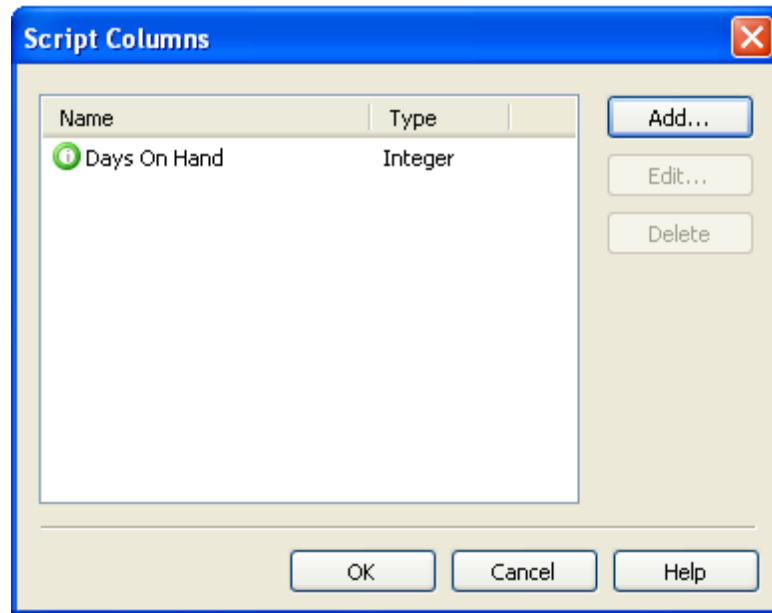 Script Columns
Name Type
Days On Hand Integer
Add...
Edit...
Delete
OK Cancel Help